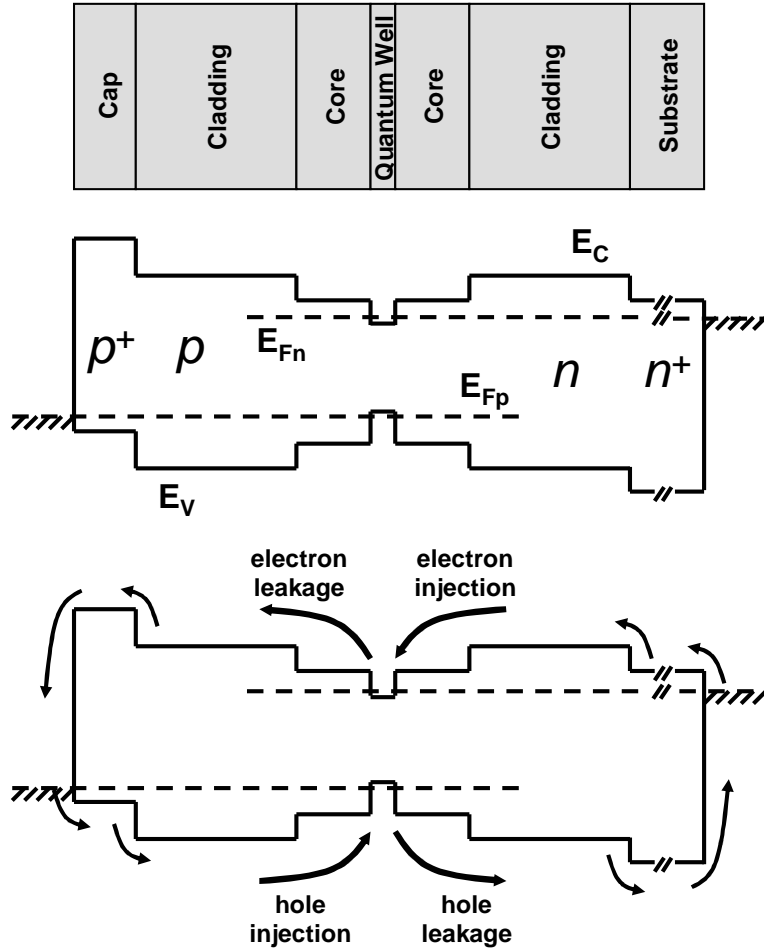 Cap
Cladding
Core
Quantum Well
Core
Cladding
Substrate
E_C
E_Fn
p⁺
p
E_Fp
n
n⁺
E_V
electron
leakage
electron
injection
hole
injection
hole
leakage